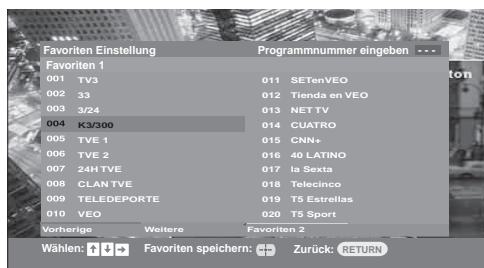 Favoriten Einstellung Programmnummer eingeben ---
Favoriten 1
ton
001 TV3
002 33
003 3/24
004 K3/300
005 TVE 1
006 TVE 2
007 24H TVE
008 CLAN TVE
009 TELEDEPORTE
010 VEO
011 SETenVEO
012 Tienda en VEO
013 NET TV
014 CUATRO
015 CNN+
016 40 LATINO
017 la Sexta
018 Telecinco
019 T5 Estrellas
020 T5 Sport
Vorherige Weitere Favoriten 2
Wählen: Favoriten speichern: Zurück: RETURN